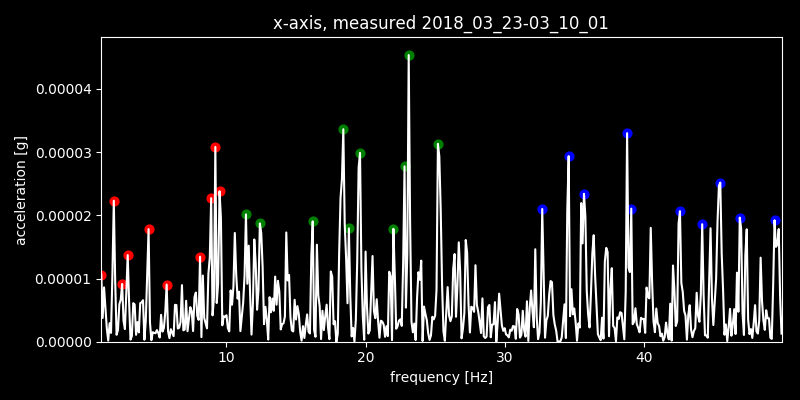 x-axis, measured 2018_03_23-03_10_01
0.00004
0.00003
0.00002
0.00001
0.00000
acceleration [g]
10 20 30 40
frequency [Hz]